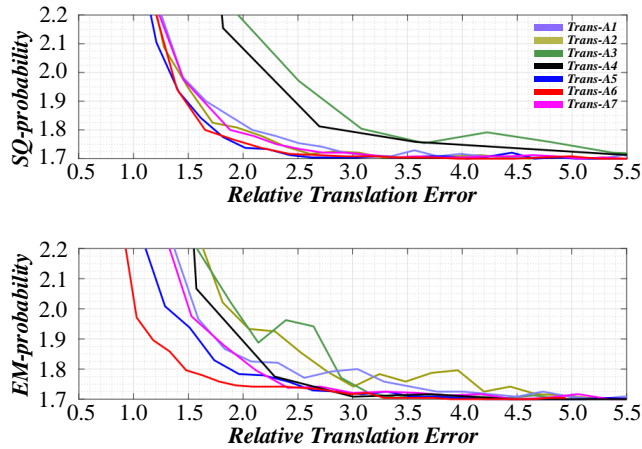 2.2
2.1
2.0
1.9
1.8
1.7
SQ-probability
Trans-A1
Trans-A2
Trans-A3
Trans-A4
Trans-A5
Trans-A6
Trans-A7
0.5 1.0 1.5 2.0 2.5 3.0 3.5 4.0 4.5 5.0 5.5
Relative Translation Error
2.2
2.1
2.0
1.9
1.8
1.7
EM-probability
0.5 1.0 1.5 2.0 2.5 3.0 3.5 4.0 4.5 5.0 5.5
Relative Translation Error